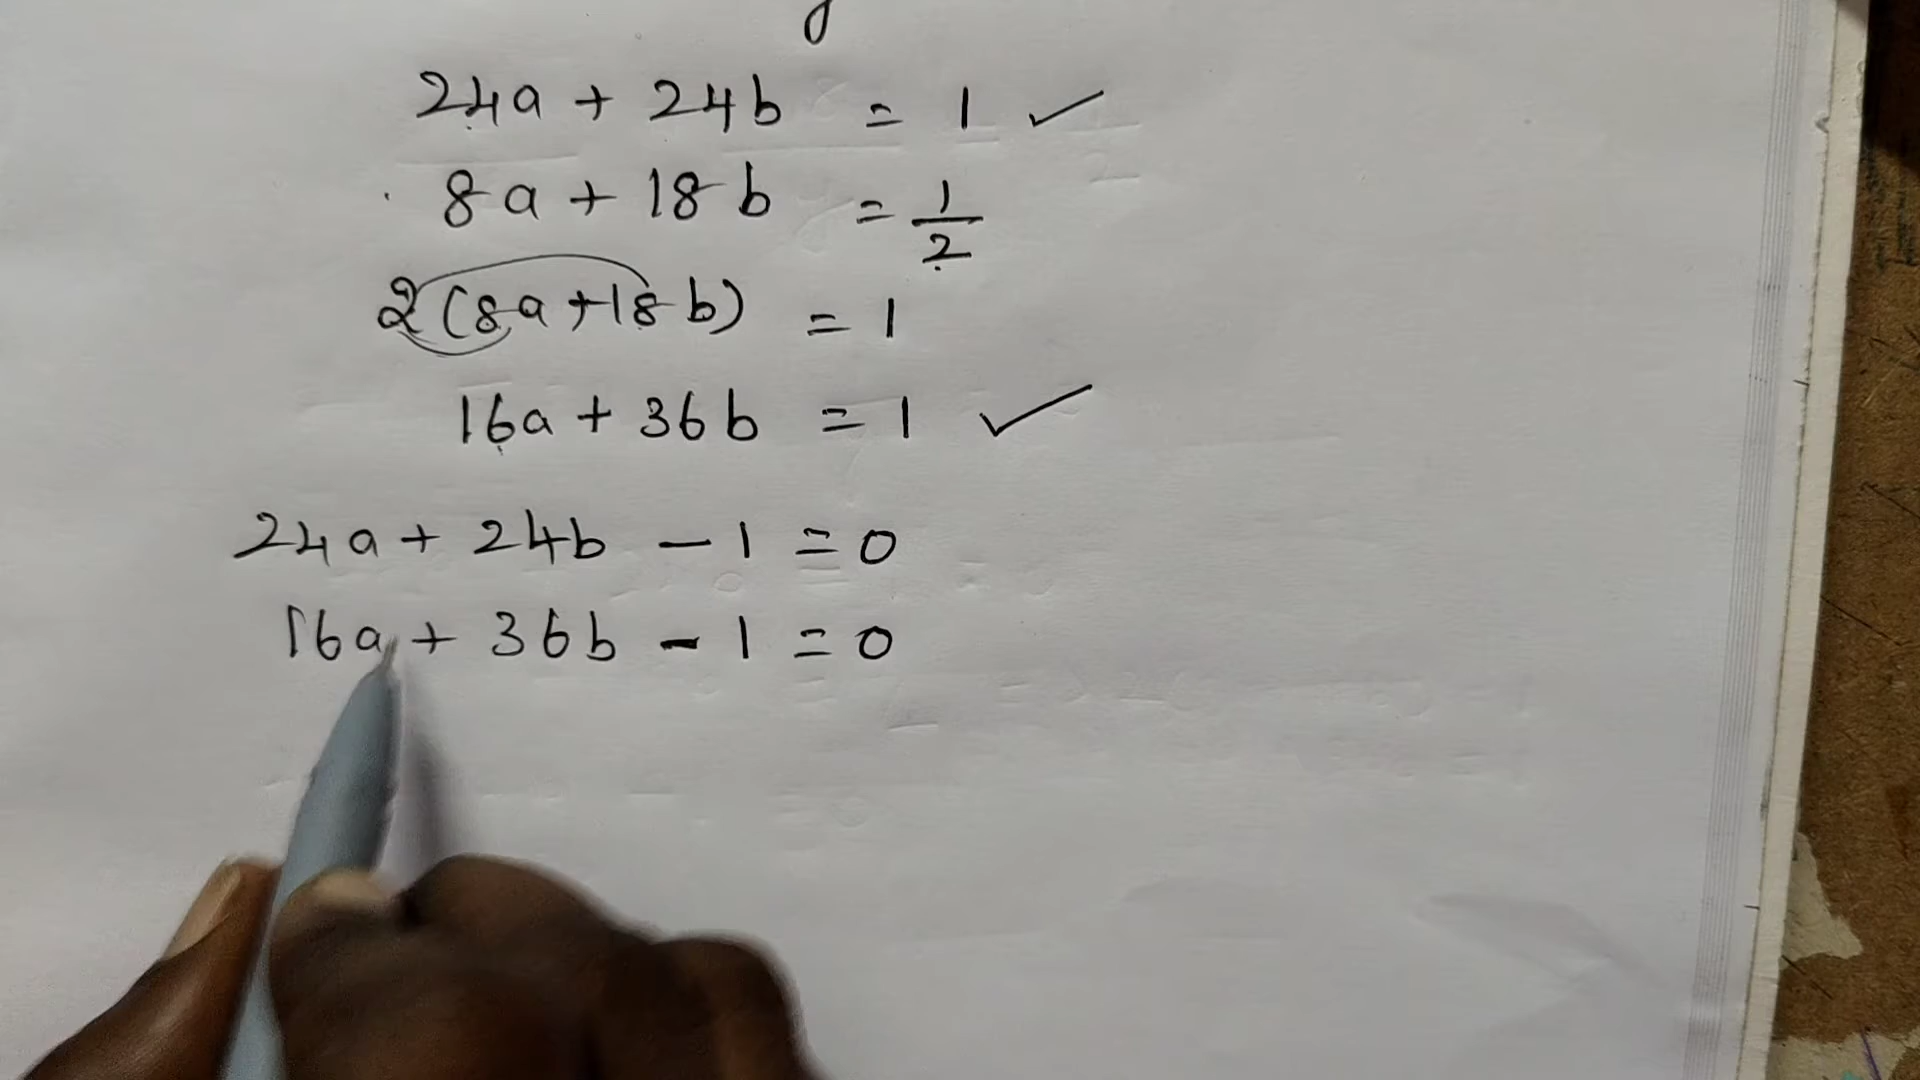 24a + 24b = 1 ✓
8a + 18b = 1/2
2(8a+18b) = 1
16a + 36b = 1 ✓
24a + 24b - 1 = 0
16a + 36b - 1 = 0